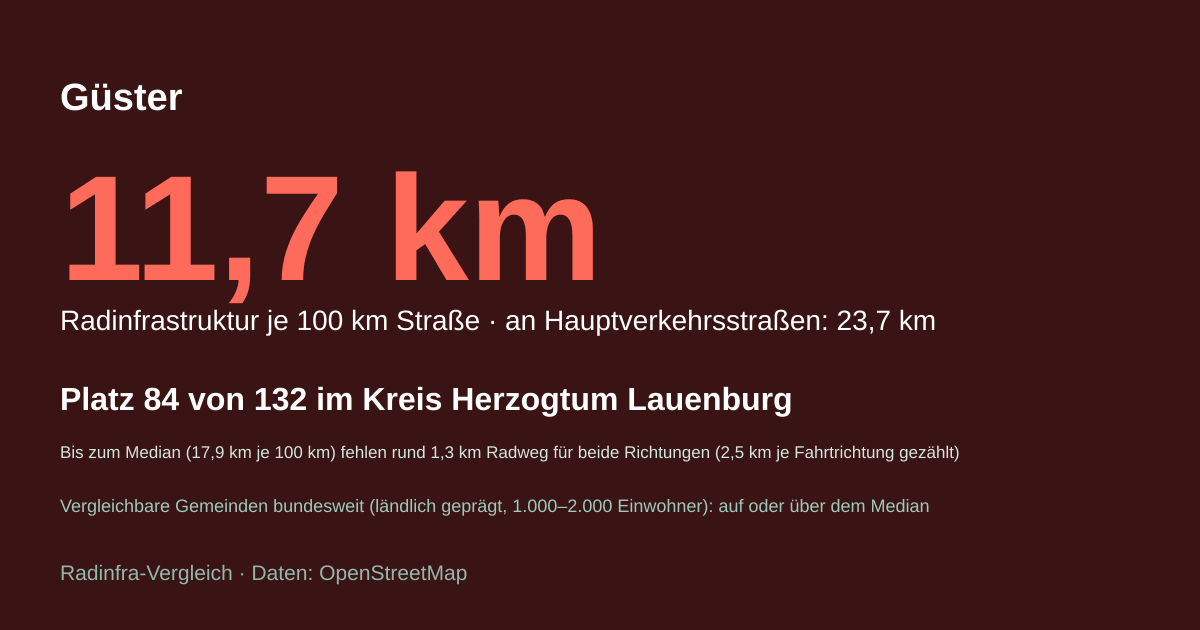 Güster
11,7 km
Radinfrastruktur je 100 km Straße · an Hauptverkehrsstraßen: 23,7 km
Platz 84 von 132 im Kreis Herzogtum Lauenburg
Bis zum Median (17,9 km je 100 km) fehlen rund 1,3 km Radweg für beide Richtungen (2,5 km je Fahrtrichtung gezählt)
Vergleichbare Gemeinden bundesweit (ländlich geprägt, 1.000–2.000 Einwohner): auf oder über dem Median
Radinfra-Vergleich · Daten: OpenStreetMap